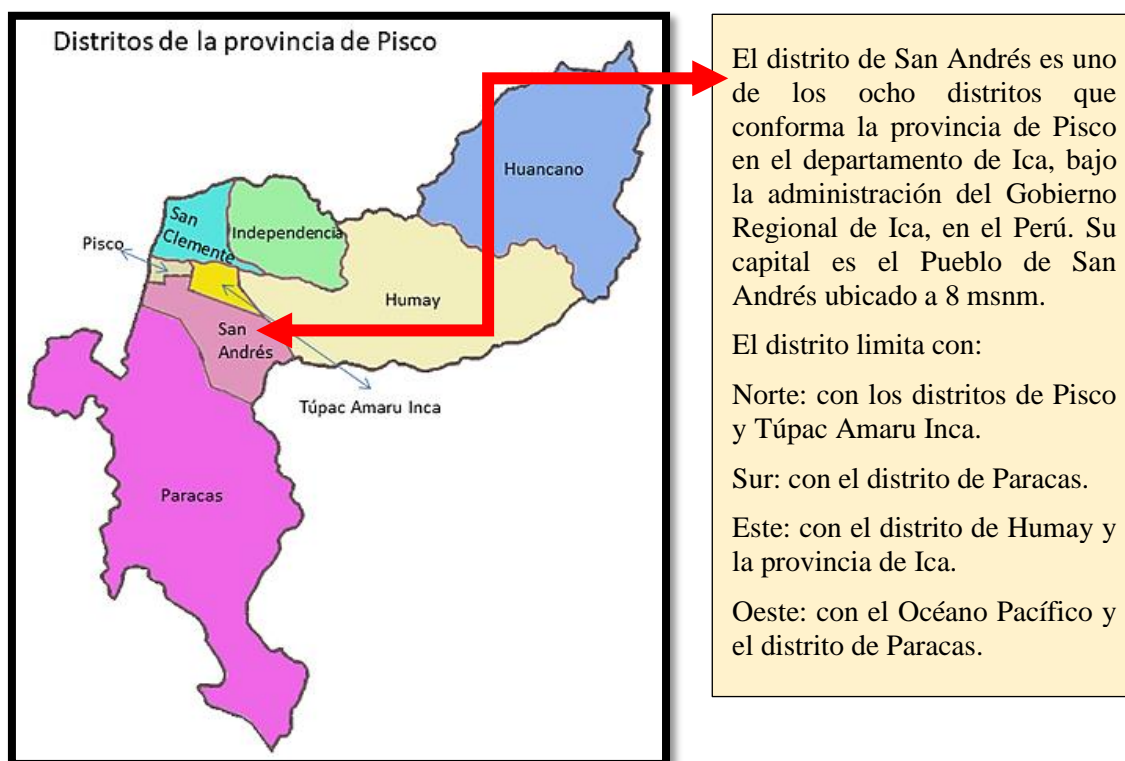 Distritos de la provincia de Pisco
Huancano
San
Clemente
Independencia
Pisco
Humay
San
Andrés
Túpac Amaru Inca
Paracas
El distrito de San Andrés es uno
de los ocho distritos que
conforma la provincia de Pisco
en el departamento de Ica, bajo
la administración del Gobierno
Regional de Ica, en el Perú. Su
capital es el Pueblo de San
Andrés ubicado a 8 msnm.
El distrito limita con:
Norte: con los distritos de Pisco
y Túpac Amaru Inca.
Sur: con el distrito de Paracas.
Este: con el distrito de Humay y
la provincia de Ica.
Oeste: con el Océano Pacífico y
el distrito de Paracas.